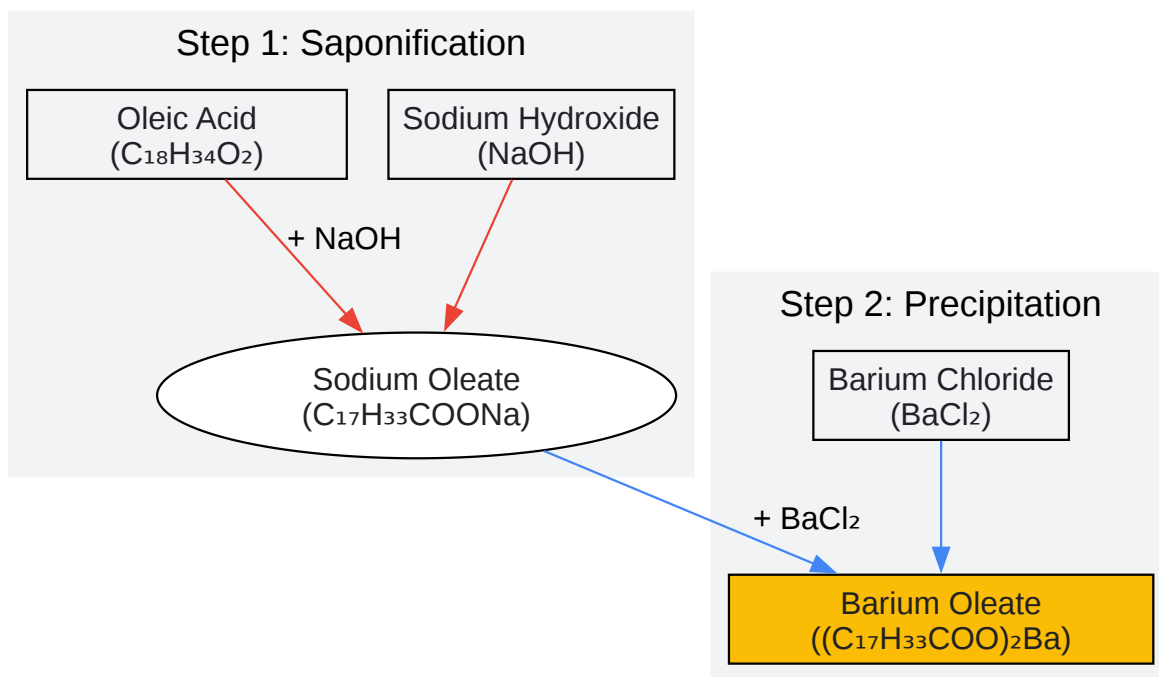 Step 1: Saponification
Oleic Acid
(C₁₈H₃₄O₂)
Sodium Hydroxide
(NaOH)
+ NaOH
Sodium Oleate
(C₁₇H₃₃COONa)
Step 2: Precipitation
Barium Chloride
(BaCl₂)
+ BaCl₂
Barium Oleate
((C₁₇H₃₃COO)₂Ba)